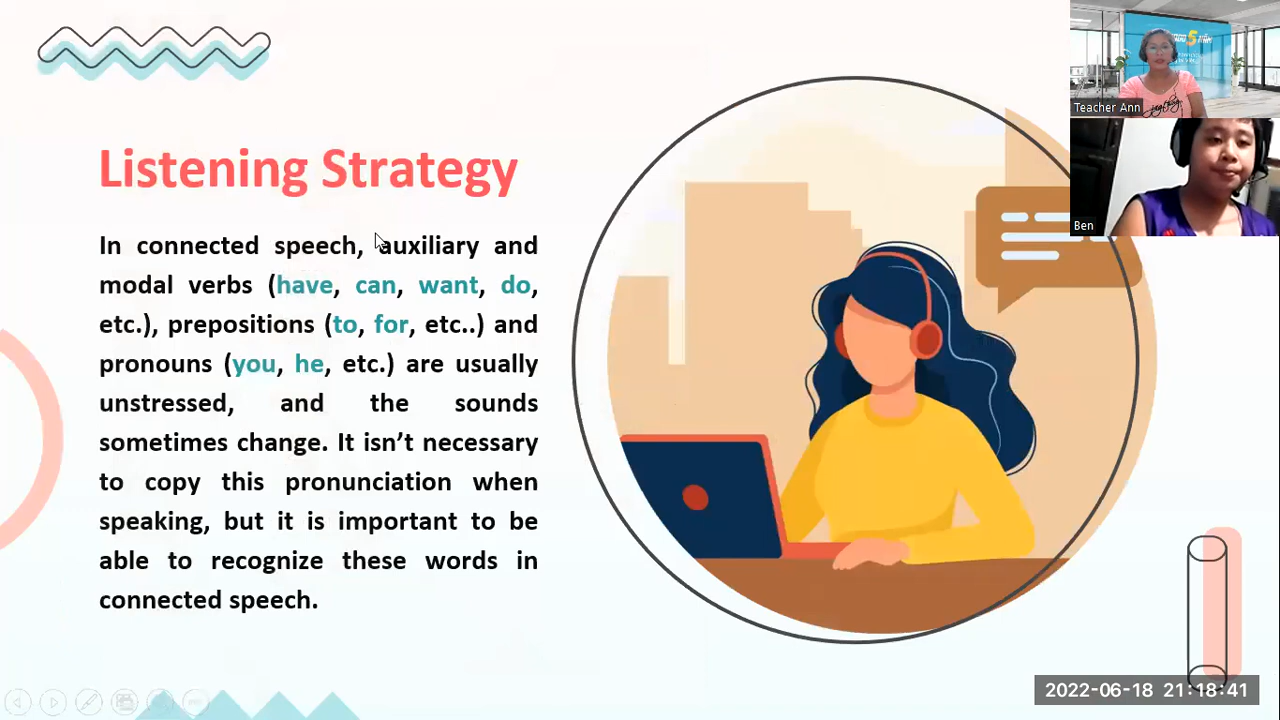 Listening Strategy
In connected speech, auxiliary and
modal verbs (have, can, want, do,
etc.), prepositions (to, for, etc..) and
pronouns (you, he, etc.) are usually
unstressed, and the sounds
sometimes change. It isn’t necessary
to copy this pronunciation when
speaking, but it is important to be
able to recognize these words in
connected speech.
Teacher Ann
Ben
2022-06-18 21:18:41